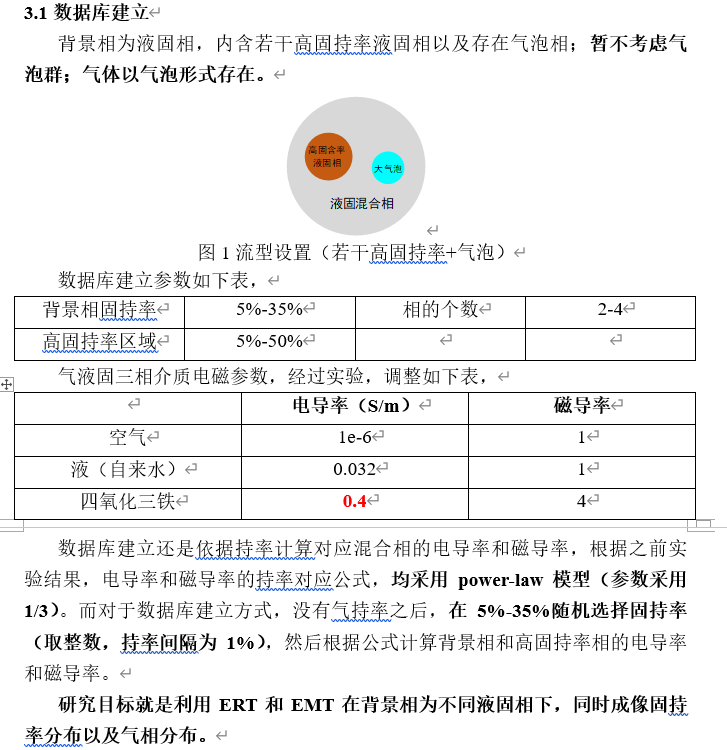 3.1 数据库建立
背景相为液固相，内含若干高固持率液固相以及存在气泡相；暂不考虑气
泡群；气体以气泡形式存在。
高固含率
液固相
大气泡
液固混合相
图 1 流型设置（若干高固持率+气泡）
数据库建立参数如下表，
背景相固持率 5%-35% 相的个数 2-4
高固持率区域 5%-50%
气液固三相介质电磁参数，经过实验，调整如下表，
电导率（S/m） 磁导率
空气 1e-6 1
液（自来水） 0.032 1
四氧化三铁 0.4 4
数据库建立还是依据持率计算对应混合相的电导率和磁导率，根据之前实
验结果，电导率和磁导率的持率对应公式，均采用 power-law 模型（参数采用
1/3）。而对于数据库建立方式，没有气持率之后，在 5%-35%随机选择固持率
（取整数，持率间隔为 1%），然后根据公式计算背景相和高固持率相的电导率
和磁导率。
研究目标就是利用 ERT 和 EMT 在背景相为不同液固相下，同时成像固持
率分布以及气相分布。